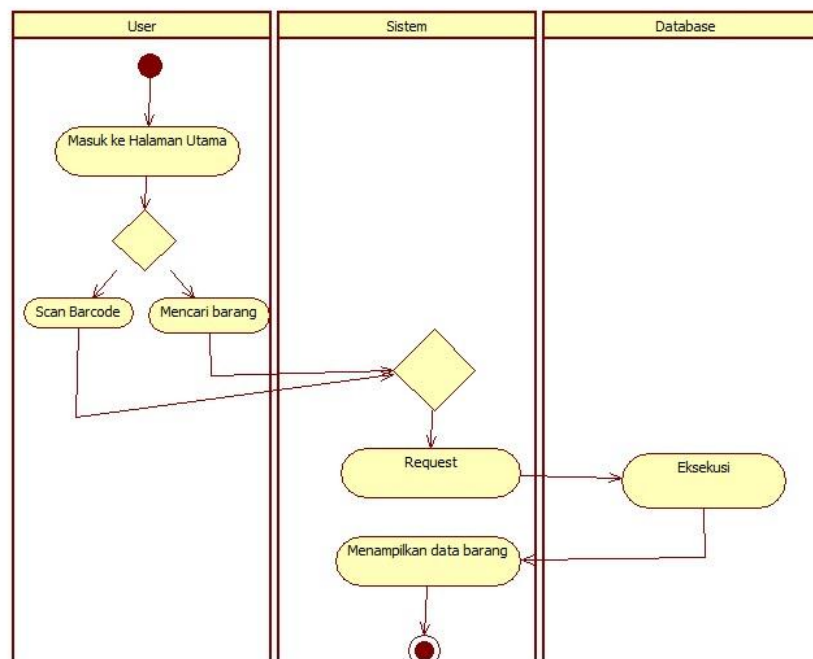 User
Sistem
Database
Masuk ke Halaman Utama
Scan Barcode
Mencari barang
Request
Eksekusi
Menampilkan data barang